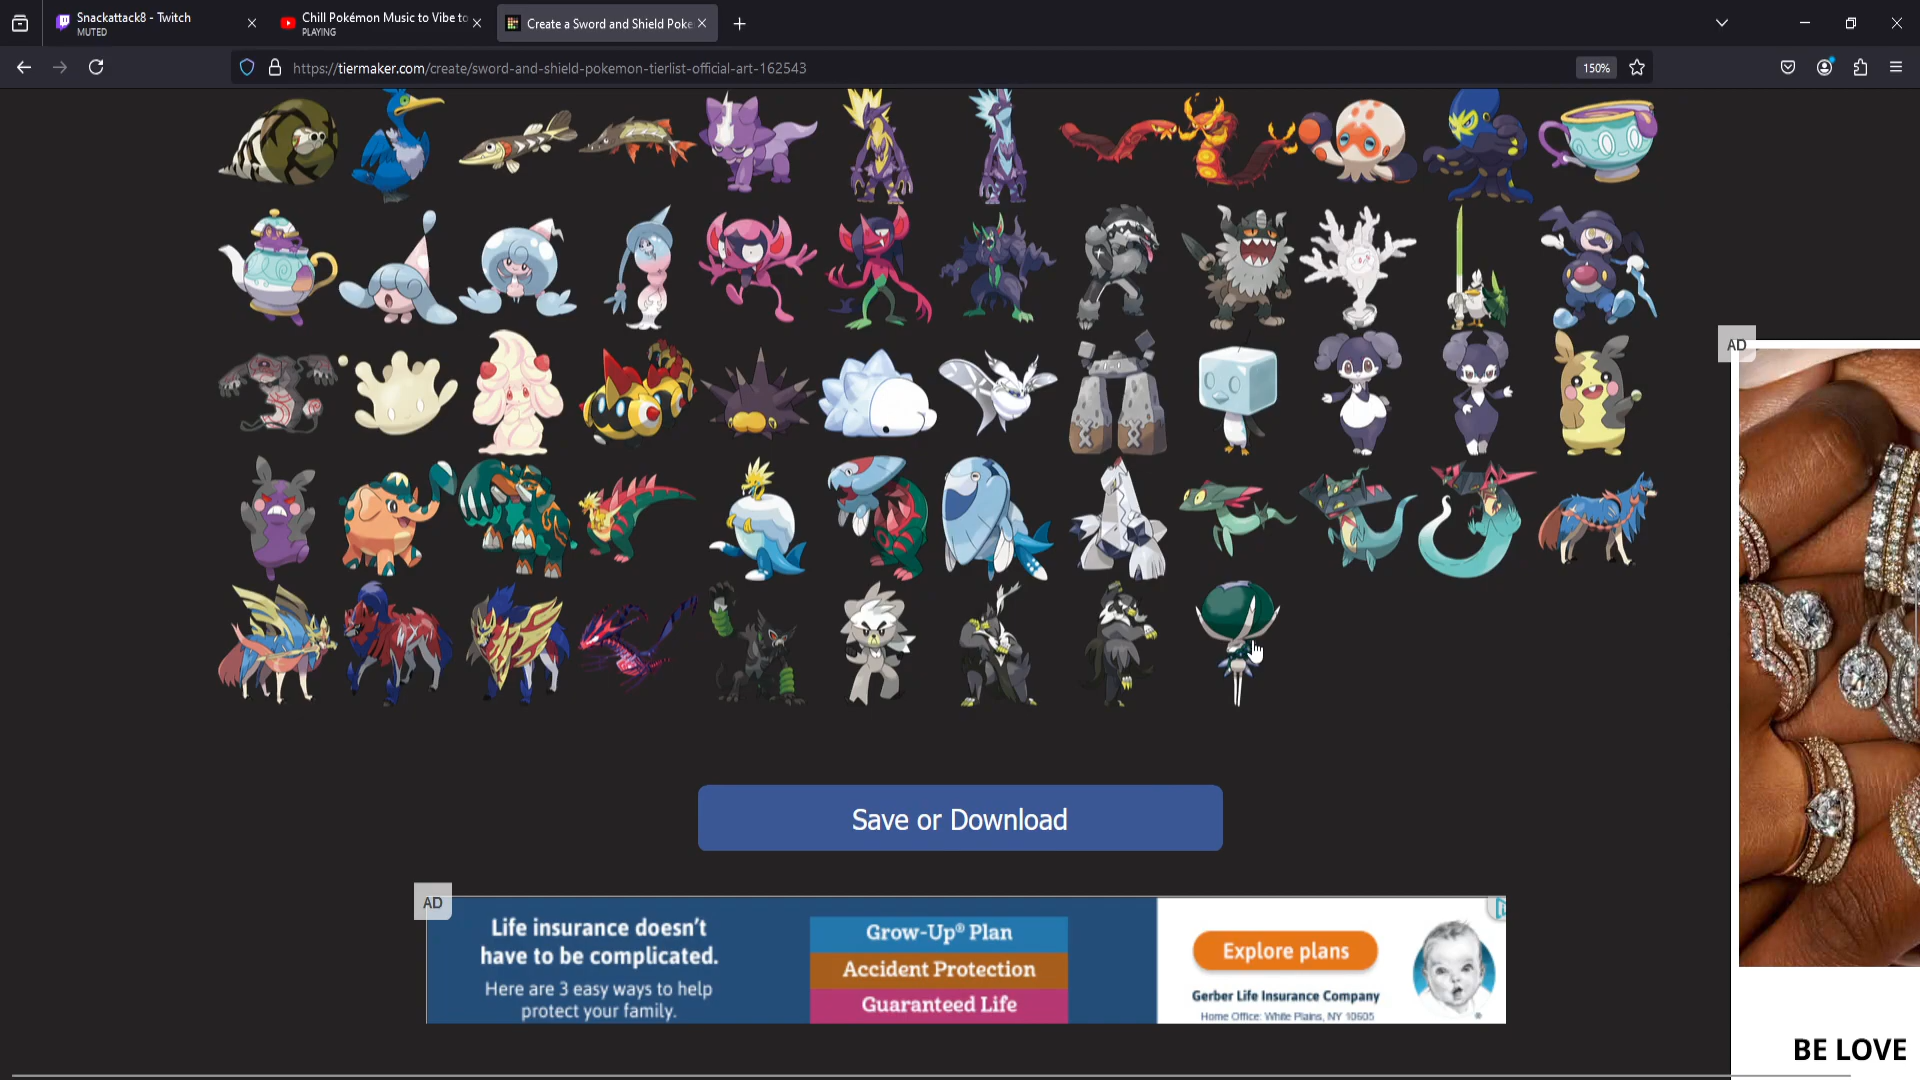 Snackattack8 - Twitch
MUTED
Chill Pokémon Music to Vibe to
PLAYING
Create a Sword and Shield Poke
https://tiermaker.com/create/sword-and-shield-pokemon-tierlist-official-art-162543
150%
AD
Save or Download
AD
Life insurance doesn't
have to be complicated.
Here are 3 easy ways to help
protect your family.
Grow-Up® Plan
Accident Protection
Guaranteed Life
Explore plans
Gerber Life Insurance Company
Home Office: White Plains, NY 10605
BE LOVE